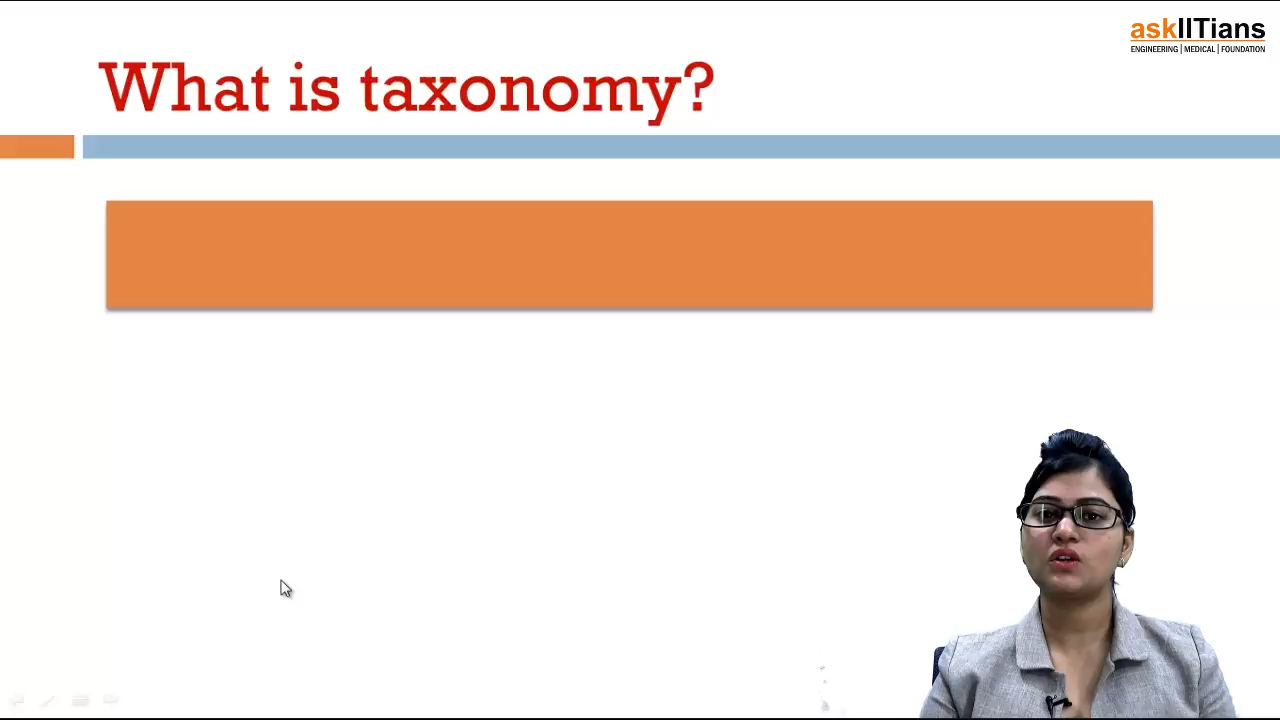 askIITians
ENGINEERING | MEDICAL | FOUNDATION
What is taxonomy?